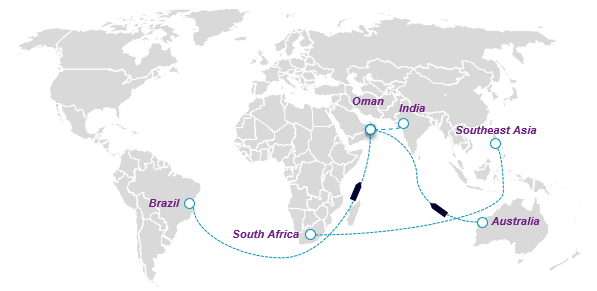 Oman
India
Southeast Asia
Brazil
South Africa
Australia